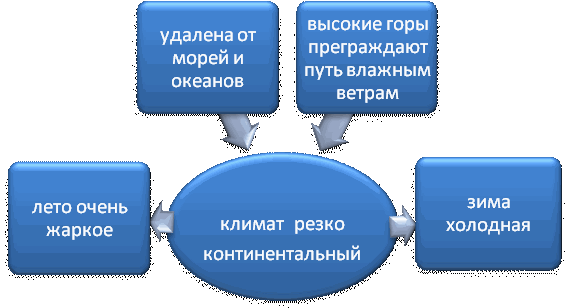 удалена от
морей и
океанов
высокие горы
преграждают
путь влажным
ветрам
лето очень
жаркое
климат резко
континентальный
зима
холодная